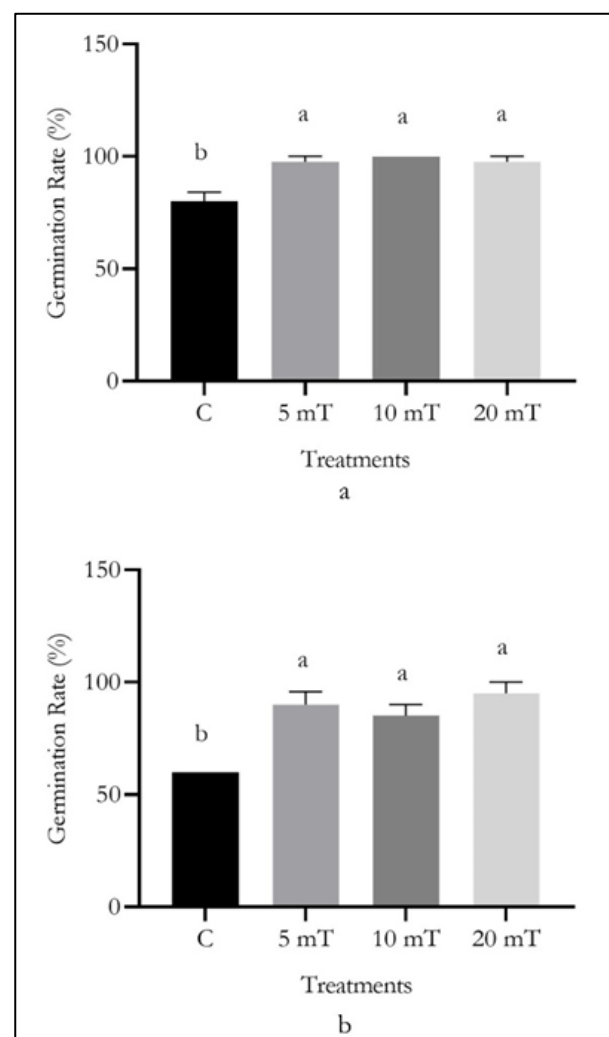 150
a a a
b
100
50
0
Germination Rate (%)
C 5 mT 10 mT 20 mT
Treatments
a
150
a a a
b
100
50
0
Germination Rate (%)
C 5 mT 10 mT 20 mT
Treatments
b